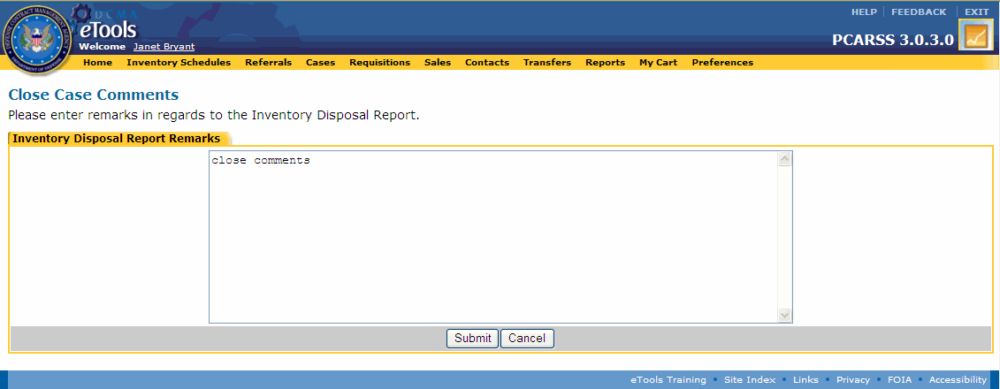 DCMA
HELP FEEDBACK EXIT
eTools
PCARSS 3.0.3.0
Welcome Janet Bryant
Home Inventory Schedules Referrals Cases Requisitions Sales Contacts Transfers Reports My Cart Preferences
Close Case Comments
Please enter remarks in regards to the Inventory Disposal Report.
Inventory Disposal Report Remarks
close comments
Submit Cancel
eTools Training • Site Index • Links • Privacy • FOIA • Accessibility